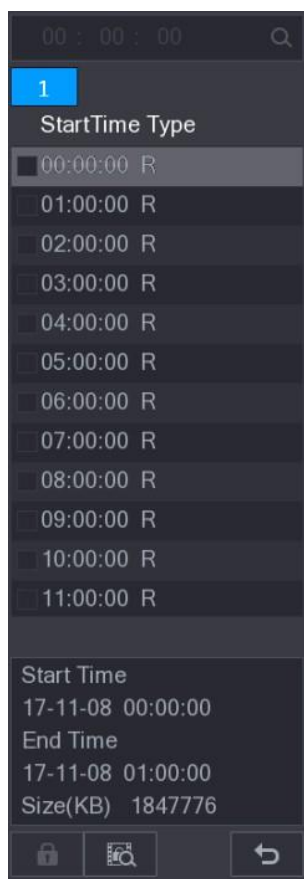 00 : 00 : 00
1
StartTime Type
00:00:00 R
01:00:00 R
02:00:00 R
03:00:00 R
04:00:00 R
05:00:00 R
06:00:00 R
07:00:00 R
08:00:00 R
09:00:00 R
10:00:00 R
11:00:00 R
Start Time
17-11-08 00:00:00
End Time
17-11-08 01:00:00
Size(KB) 1847776